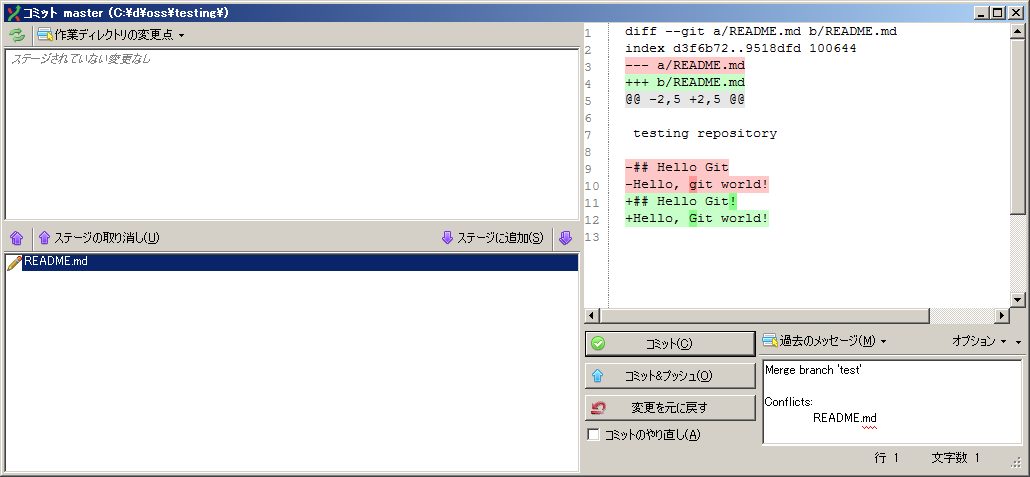 コミット master (C:¥d¥oss¥testing¥)
作業ディレクトリの変更点
ステージされていない変更なし
ステージの取り消し(U)
ステージに追加(S)
README.md
1 diff --git a/README.md b/README.md
2 index d3f6b72..9518dfd 100644
3 --- a/README.md
4 +++ b/README.md
5 @@ -2,5 +2,5 @@
6
7 testing repository
8
9 -## Hello Git
10 -Hello, git world!
11 +## Hello Git!
12 +Hello, Git world!
13
コミット(C)
コミット&プッシュ(O)
変更を元に戻す
コミットのやり直し(A)
過去のメッセージ(M)
オプション
Merge branch 'test'
Conflicts:
README.md
行 1 文字数 1